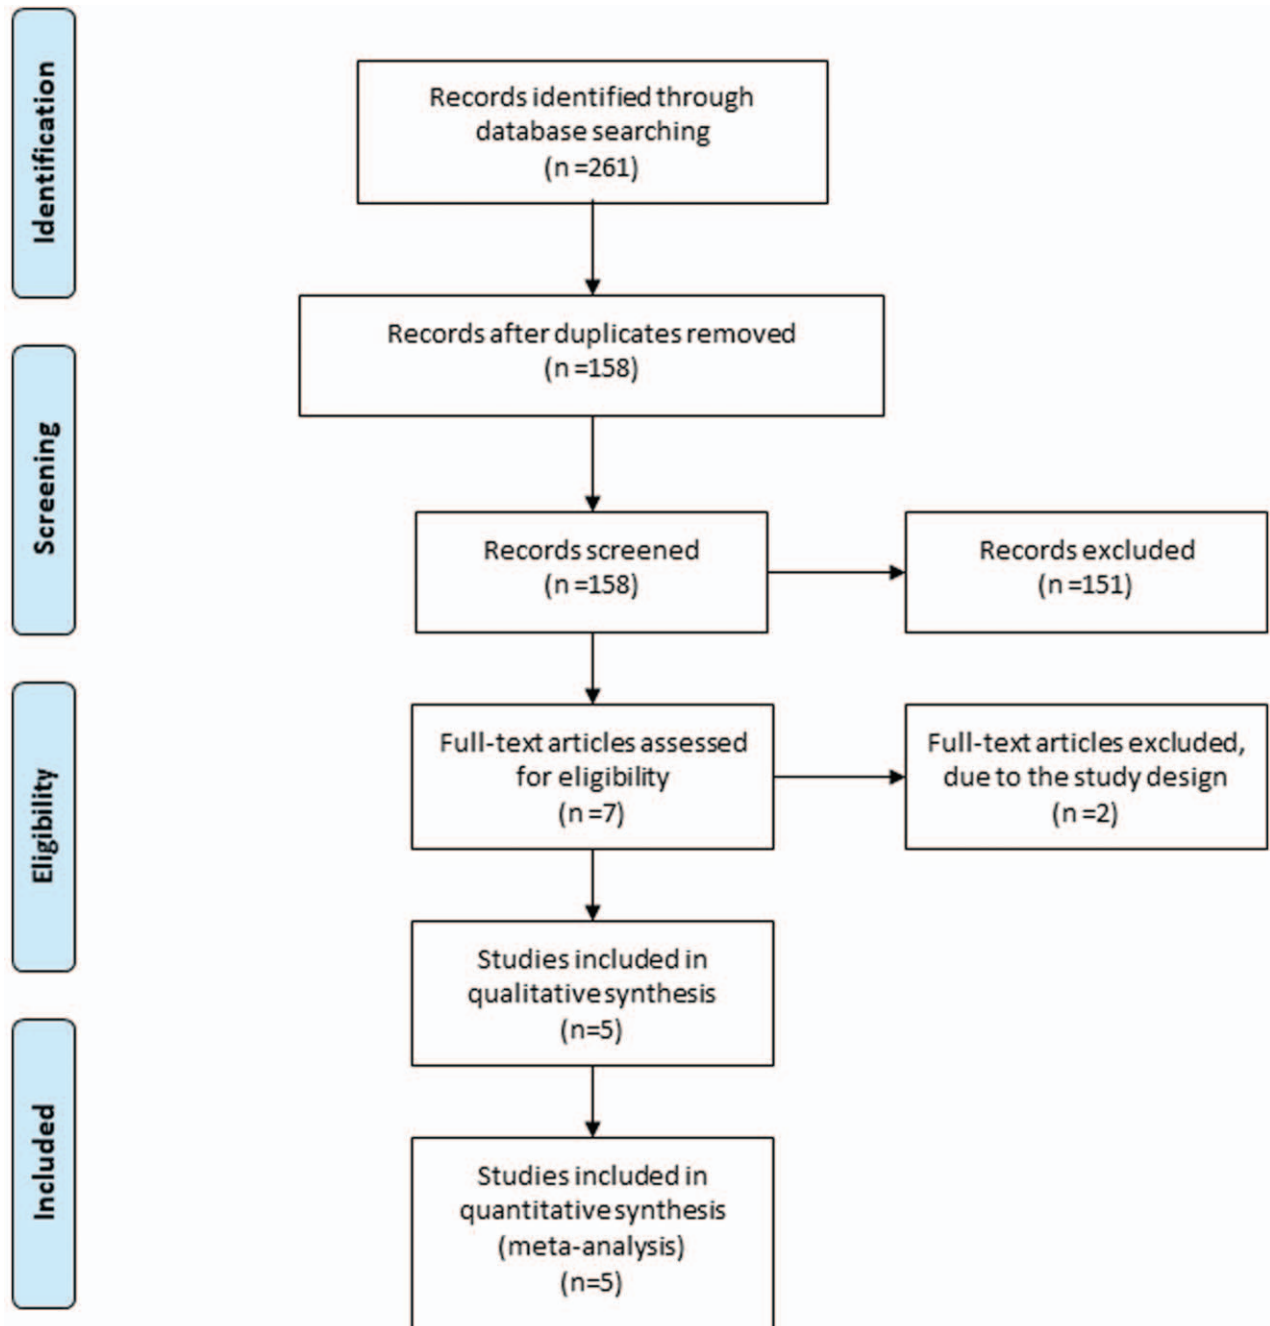 Identification
Records identified through
database searching
(n =261)
Records after duplicates removed
(n =158)
Screening
Records screened
(n =158)
Records excluded
(n =151)
Eligibility
Full-text articles assessed
for eligibility
(n =7)
Full-text articles excluded,
due to the study design
(n =2)
Studies included in
qualitative synthesis
(n=5)
Included
Studies included in
quantitative synthesis
(meta-analysis)
(n=5)